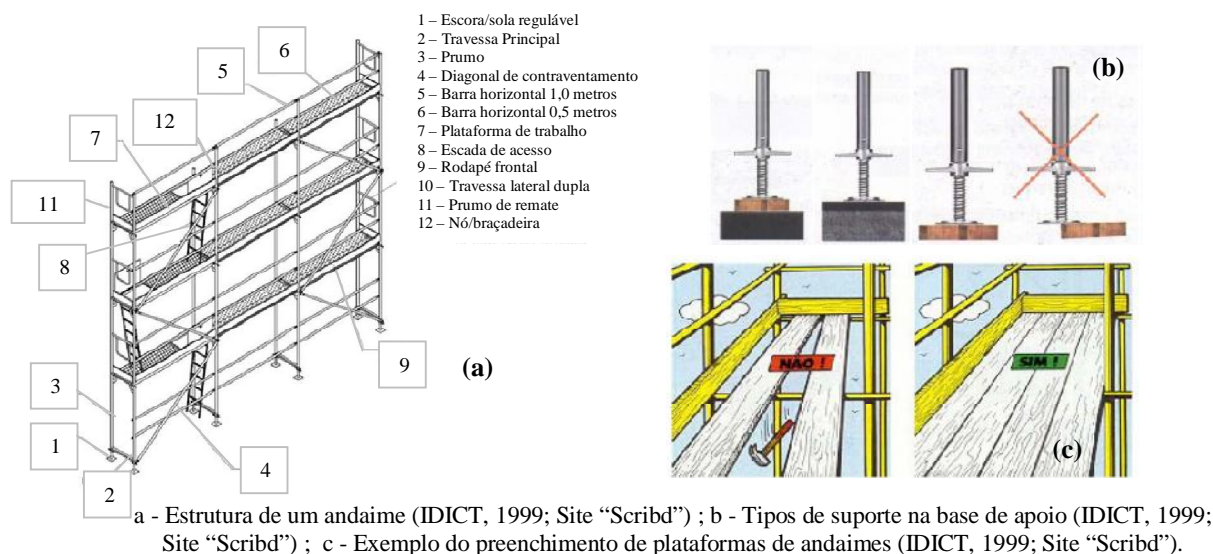 1 – Escora/sola regulável
2 – Travessa Principal
3 – Prumo
4 – Diagonal de contraventamento
5 – Barra horizontal 1,0 metros
6 – Barra horizontal 0,5 metros
7 – Plataforma de trabalho
8 – Escada de acesso
9 – Rodapé frontal
10 – Travessa lateral dupla
11 – Prumo de remate
12 – Nó/braçadeira
6
5
12
7
11
8
9
3
1
2
4
(a)
(b)
NÃO !
SIM !
(c)
a - Estrutura de um andaime (IDICT, 1999; Site “Scribd”) ; b - Tipos de suporte na base de apoio (IDICT, 1999;
Site “Scribd”) ; c - Exemplo do preenchimento de plataformas de andaimes (IDICT, 1999; Site “Scribd”).